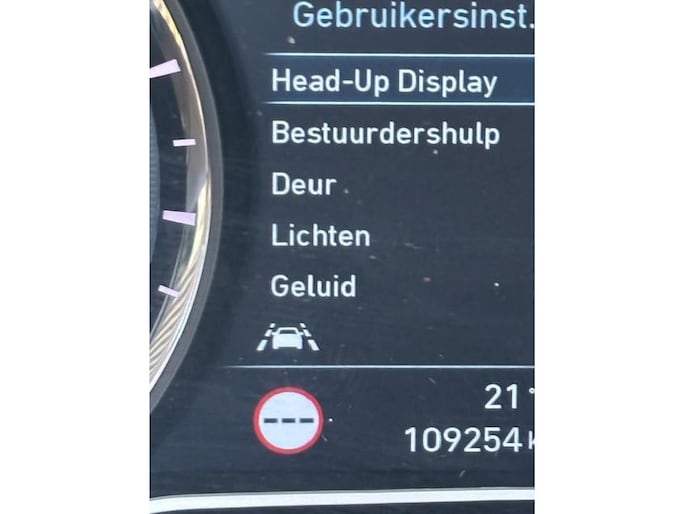 Gebruikersinst.
Head-Up Display
Bestuurdershulp
Deur
Lichten
Geluid
---
21 °
109254 k